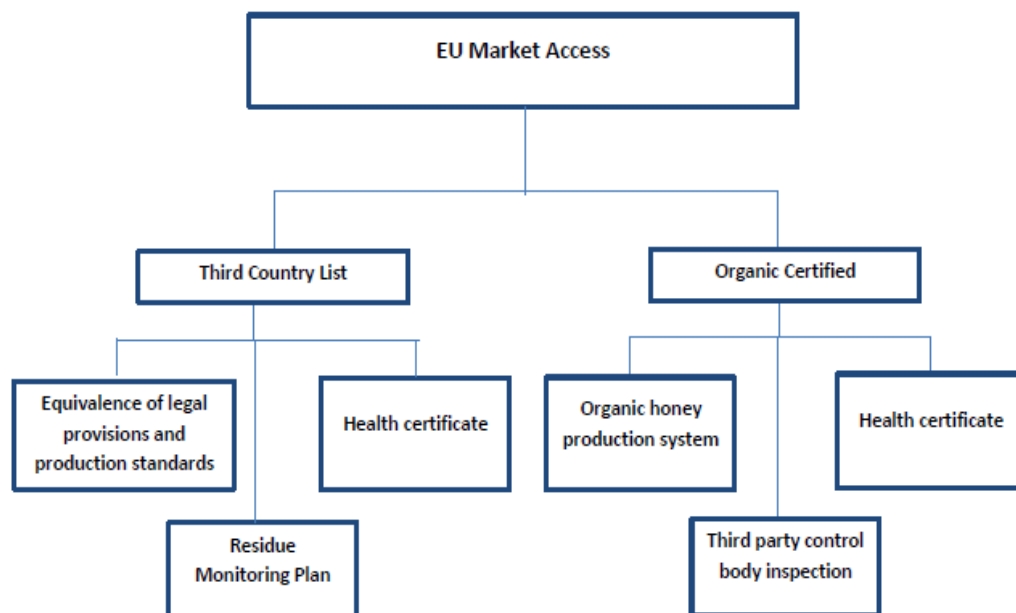 EU Market Access
Third Country List
Organic Certified
Equivalence of legal
provisions and
production standards
Health certificate
Organic honey
production system
Health certificate
Residue
Monitoring Plan
Third party control
body inspection